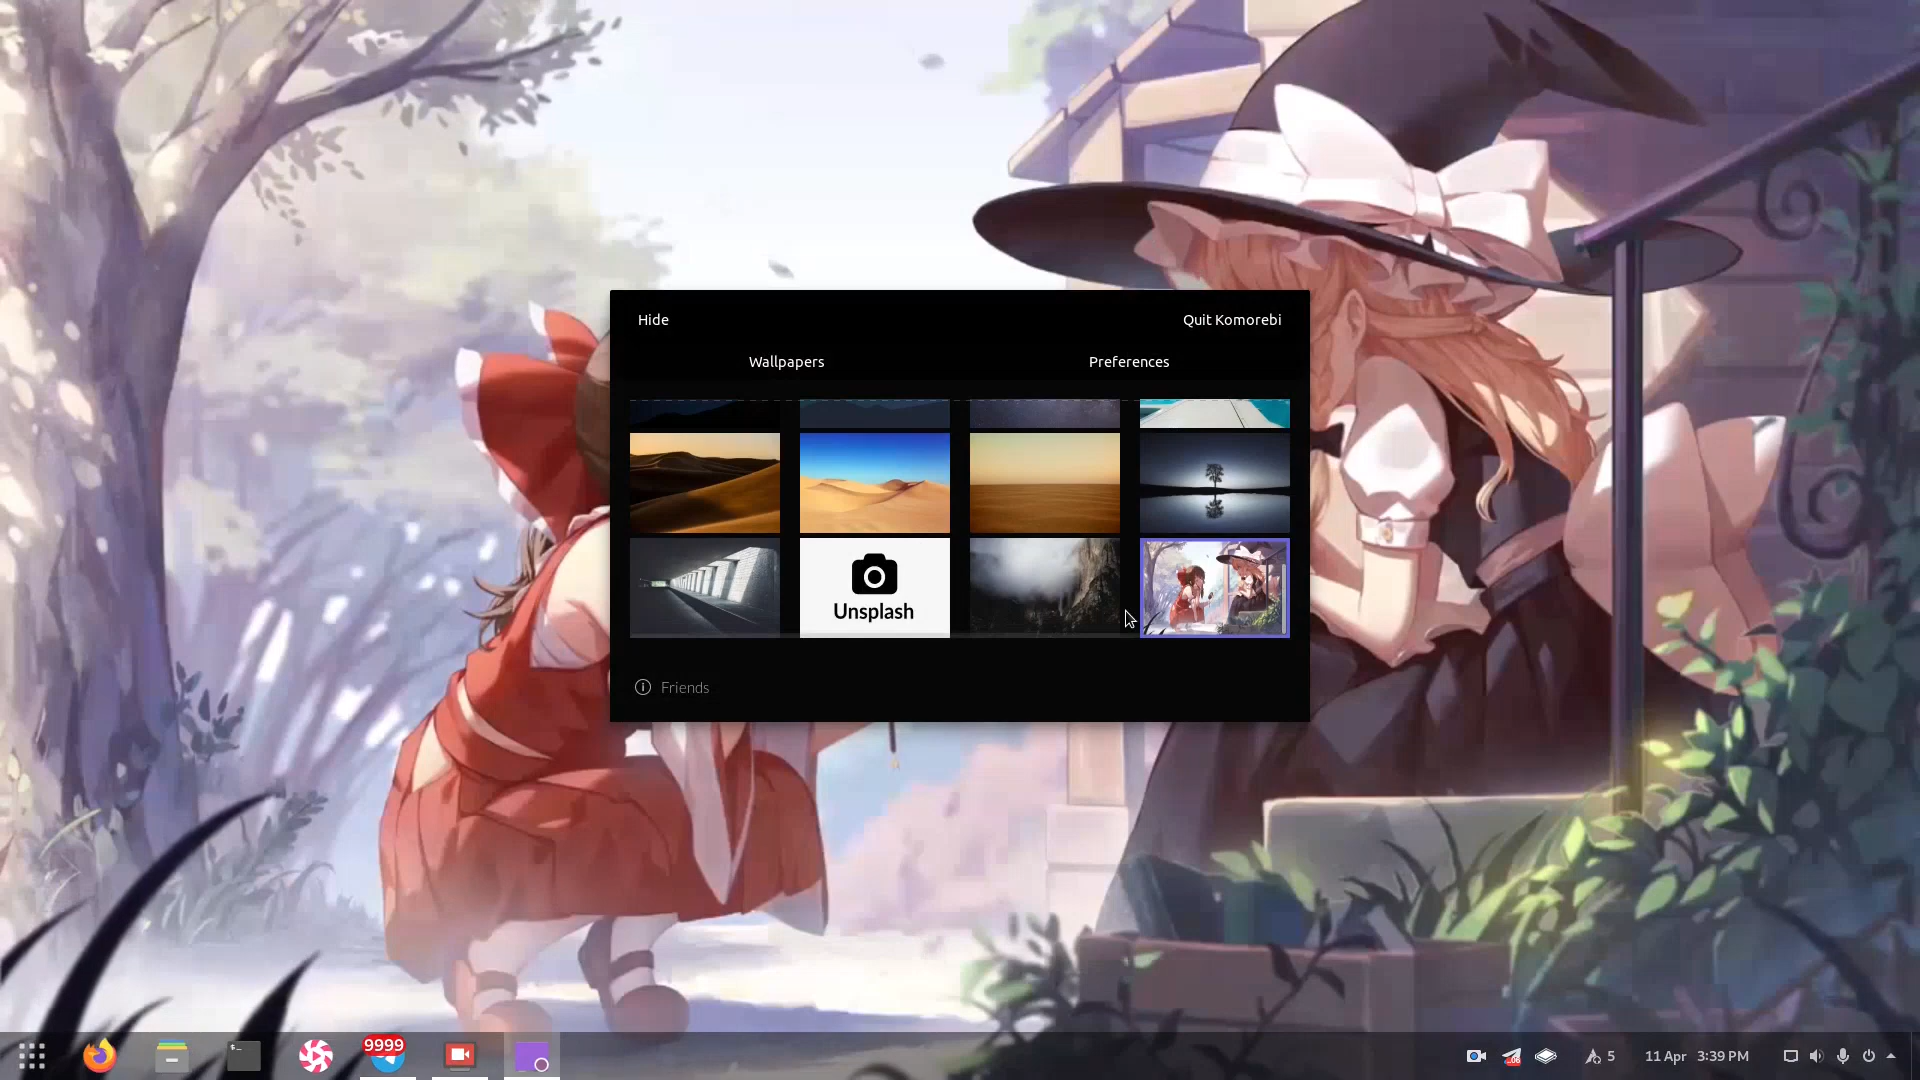 Hide
Quit Komorebi
Wallpapers
Preferences
Unsplash
Friends
9999
5
11 Apr 3:39 PM